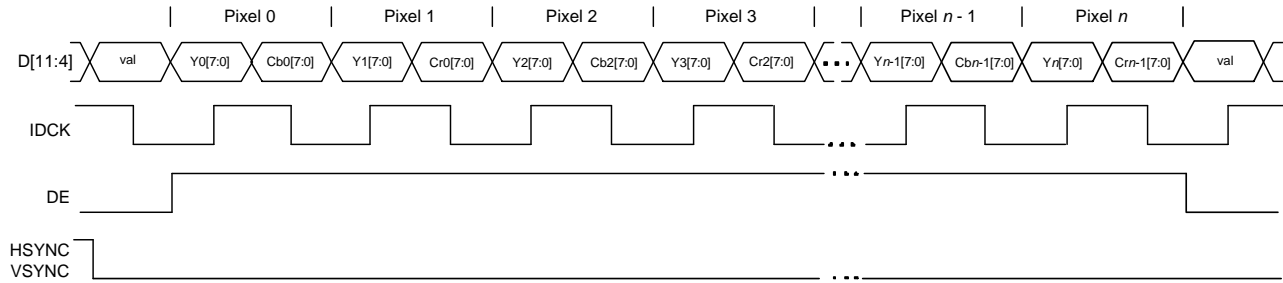 Pixel 0 Pixel 1 Pixel 2 Pixel 3 Pixel n - 1 Pixel n
D[11:4] val Y0[7:0] Cb0[7:0] Y1[7:0] Cr0[7:0] Y2[7:0] Cb2[7:0] Y3[7:0] Cr2[7:0] Yn-1[7:0] Cbn-1[7:0] Yn[7:0] Crn-1[7:0] val
IDCK
DE
HSYNC
VSYNC